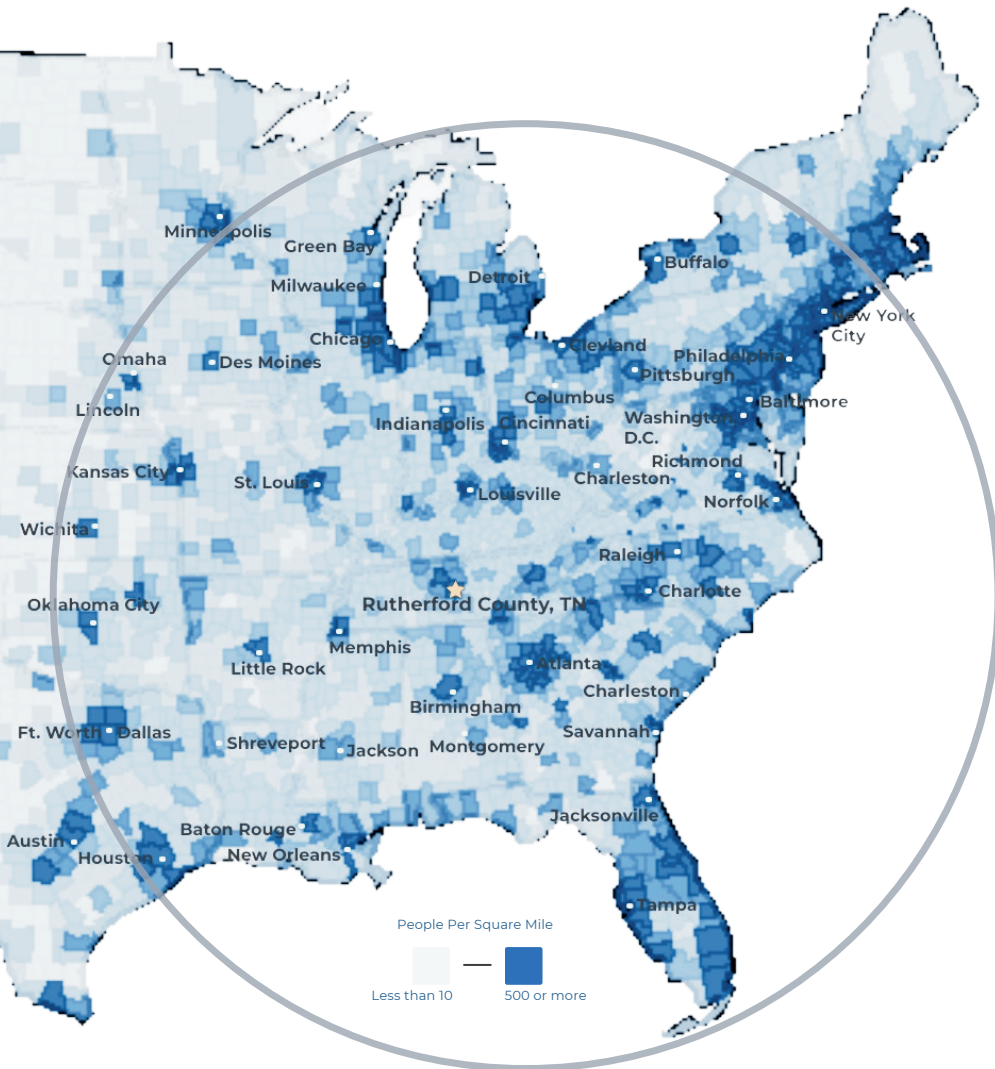 Minneapolis
Green Bay
Buffalo
Detroit
Milwaukee
New York
City
Chicago
Clevland
Omaha
Des Moines
Philadelphia
Pittsburgh
Columbus
Baltimore
Lincoln
Indianapolis
Cincinnati
Washington
D.C.
Richmond
Kansas City
St. Louis
Charleston
Louisville
Norfolk
Wichita
Raleigh
Charlotte
Oklahoma City
Rutherford County, TN
Memphis
Little Rock
Atlanta
Charleston
Birmingham
Ft. Worth
Dallas
Savannah
Shreveport
Jackson
Montgomery
Jacksonville
Baton Rouge
Austin
Houston
New Orleans
Tampa
People Per Square Mile
Less than 10
500 or more